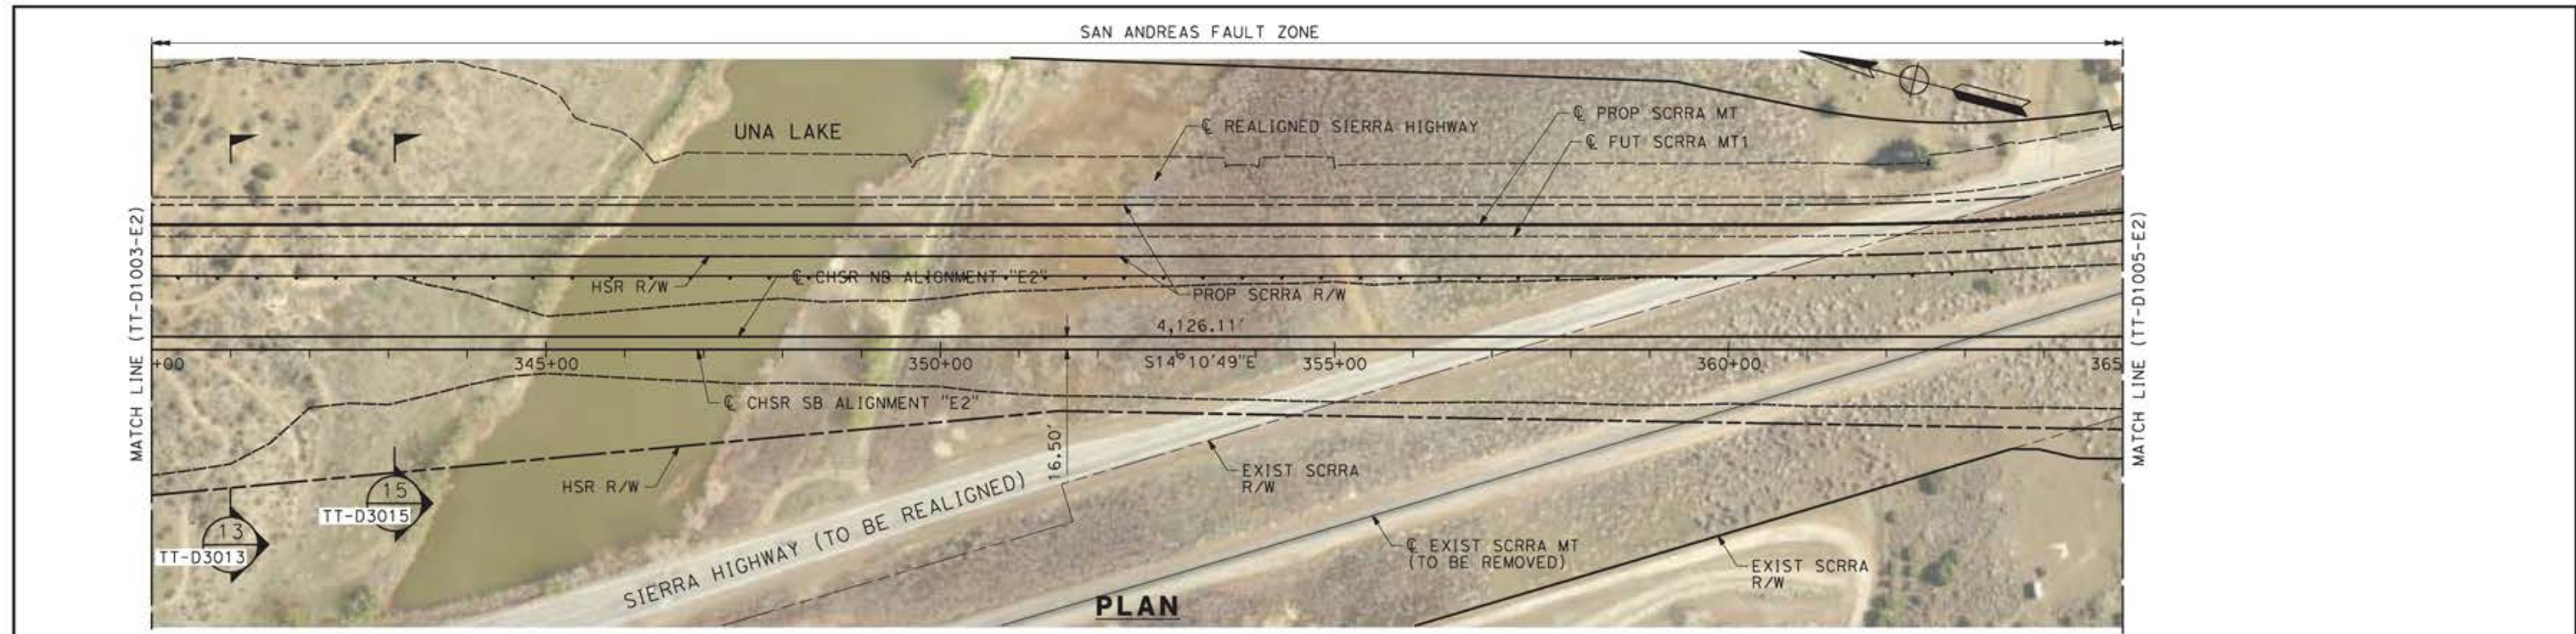 SAN ANDREAS FAULT ZONE
UNA LAKE
℄ REALIGNED SIERRA HIGHWAY
℄ PROP SCRRA MT
℄ FUT SCRRA MT1
MATCH LINE (TT-D1003-E2)
MATCH LINE (TT-D1005-E2)
HSR R/W
℄ CHSR NB ALIGNMENT "E2"
PROP SCRRA R/W
4,126.11'
+00
345+00
350+00
S14°10'49"E
355+00
360+00
365
℄ CHSR SB ALIGNMENT "E2"
16.50'
HSR R/W
EXIST SCRRA
R/W
15
TT-D3015
13
TT-D3013
SIERRA HIGHWAY (TO BE REALIGNED)
℄ EXIST SCRRA MT
(TO BE REMOVED)
EXIST SCRRA
R/W
PLAN